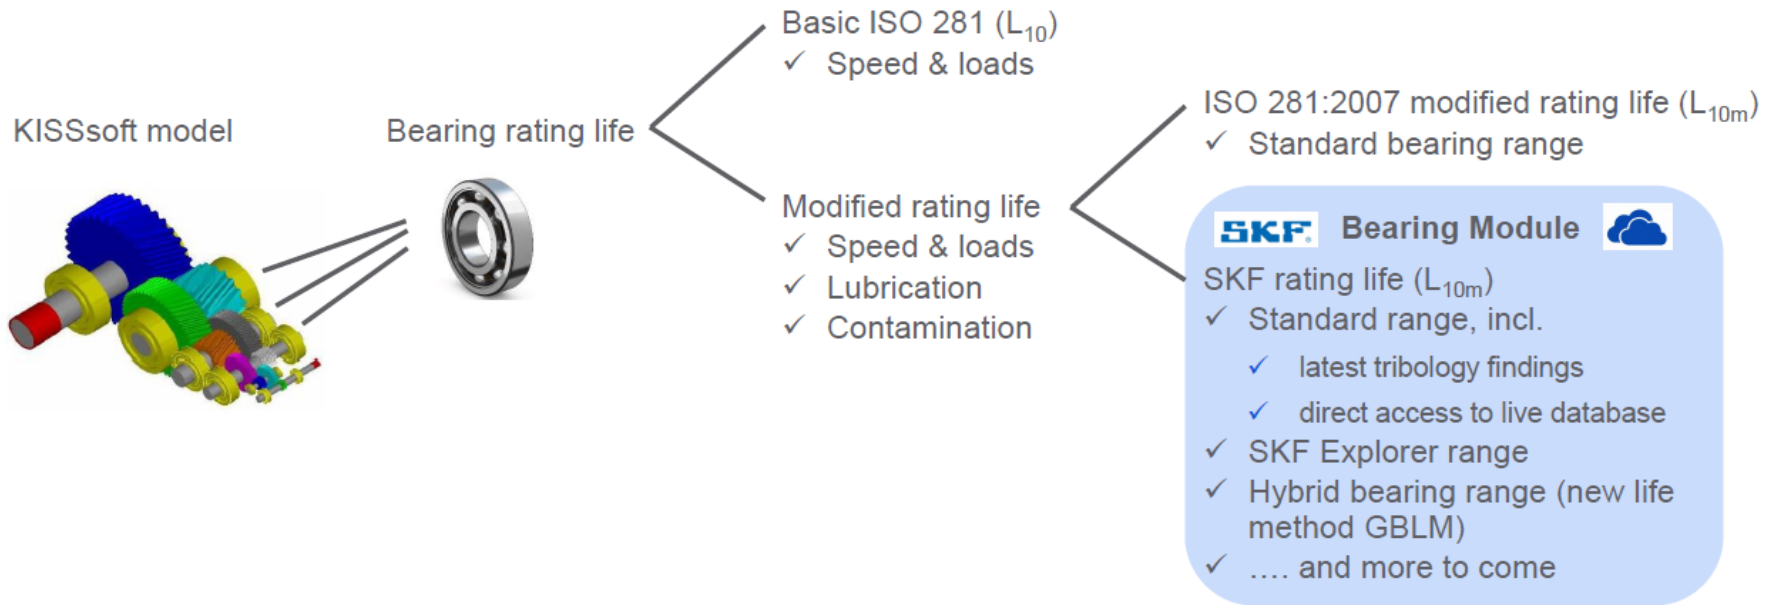 KISSsoft model
Bearing rating life
Basic ISO 281 (L10)
✓ Speed & loads
Modified rating life
✓ Speed & loads
✓ Lubrication
✓ Contamination
ISO 281:2007 modified rating life (L10m)
✓ Standard bearing range
SKF® Bearing Module
SKF rating life (L10m)
✓ Standard range, incl.
✓ latest tribology findings
✓ direct access to live database
✓ SKF Explorer range
✓ Hybrid bearing range (new life
method GBLM)
✓ …. and more to come